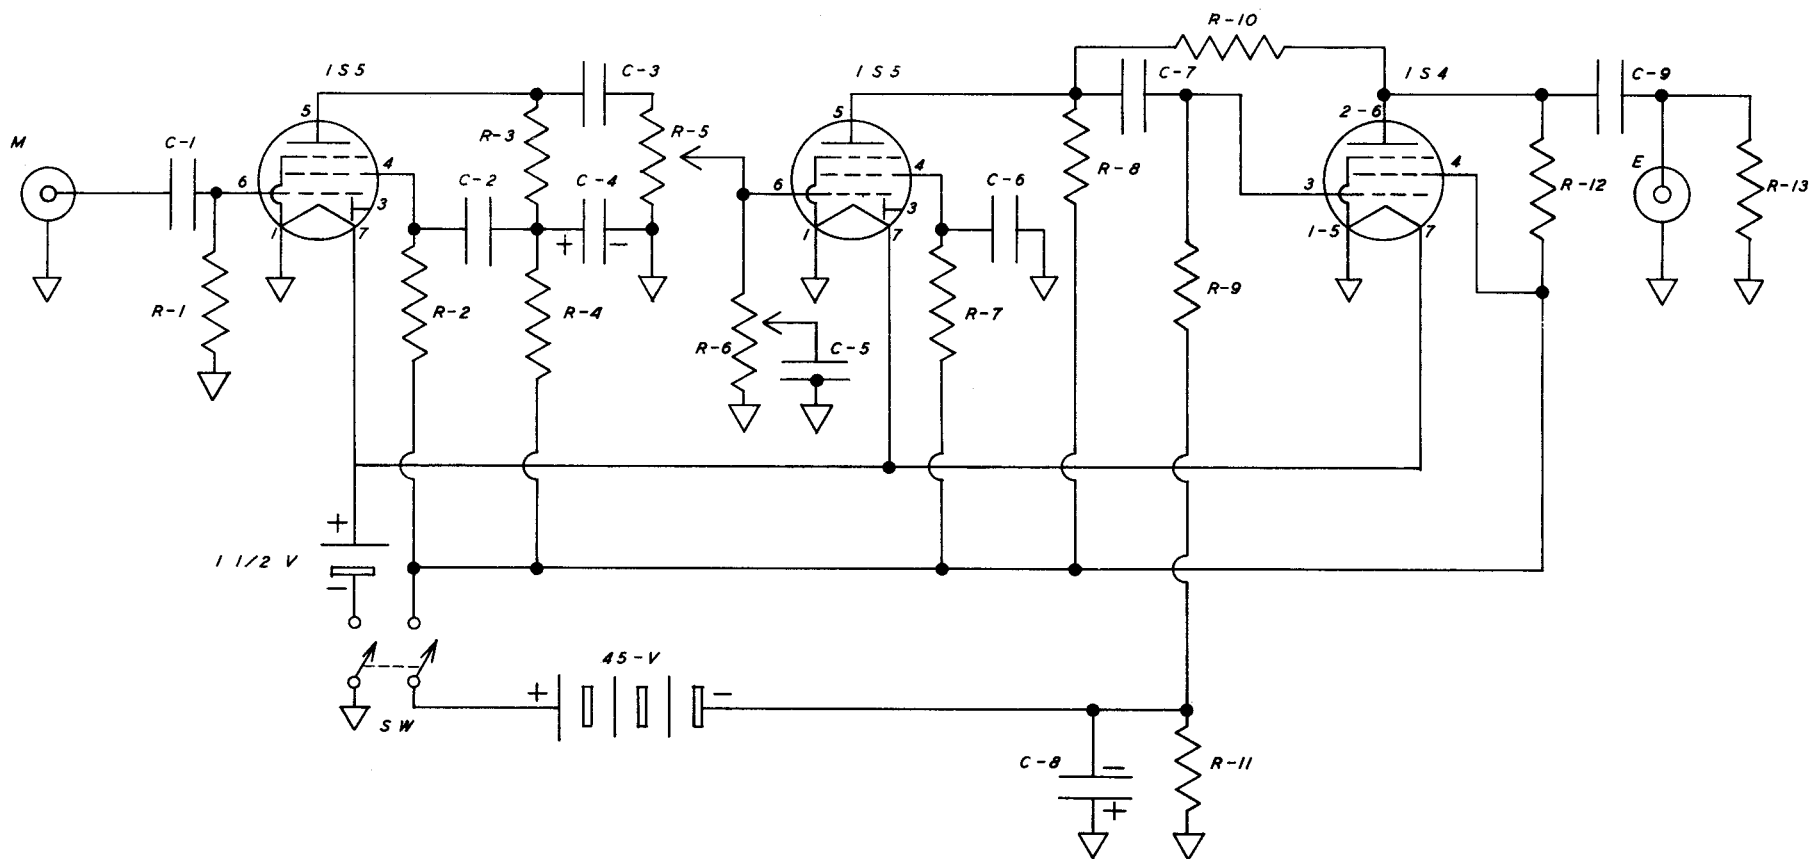 R-10
1S5
C-3
1S5
C-7
1S4
C-9
M
C-1
5
R-3
R-5
5
2-6
E
6
4
C-2
C-4
6
4
C-6
R-8
3
4
R-12
R-13
3
1
7
+
-
3
1
7
1-5
7
R-1
R-2
R-4
R-6
C-5
R-7
R-9
+
1 1/2 V
-
45-V
+
-
SW
C-8
-
+
R-11